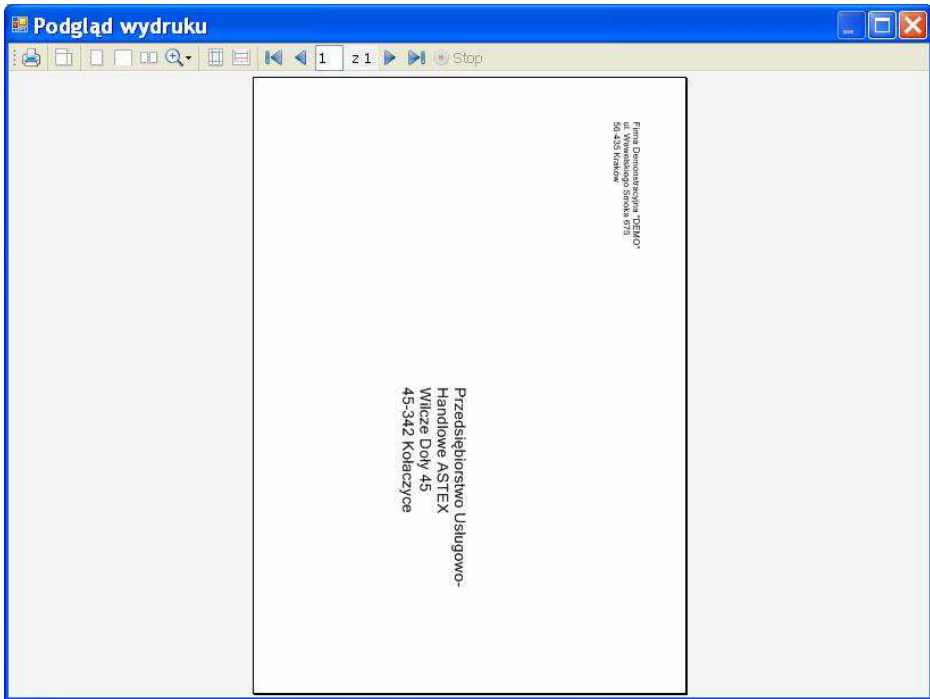 Podgląd wydruku
1 z 1 Stop
Firma Demonstracyjna "DEMO"
ul. Wawelskiego Smoka 675
56-435 Kraków
Przedsiębiorstwo Usługowo-
Handlowe ASTEX
Wilcze Doły 45
45-342 Kołaczyce